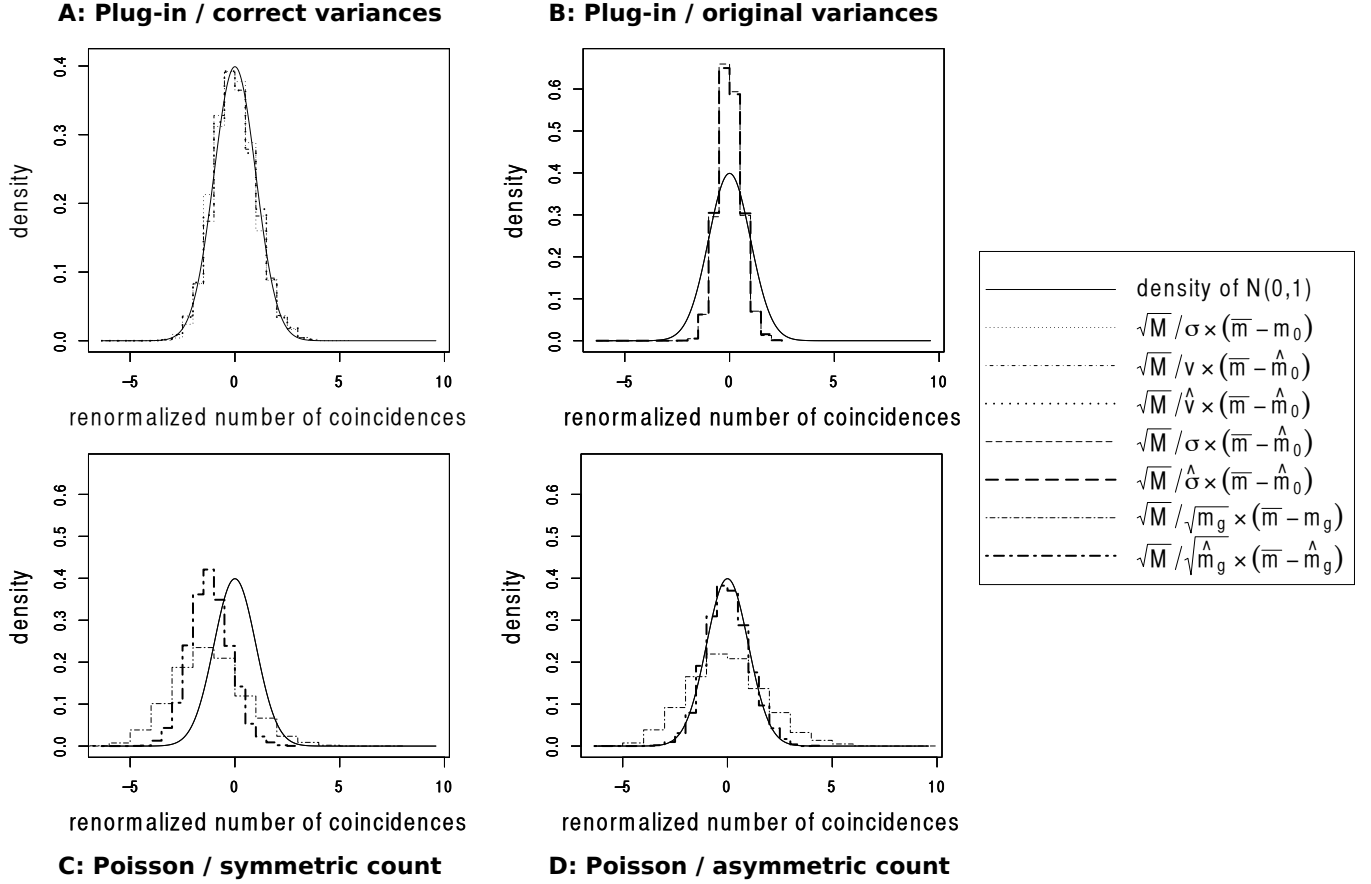 A: Plug-in / correct variances
B: Plug-in / original variances
0.4
0.3
0.2
0.1
0.0
density
−5
0
5
10
renormalized number of coincidences
0.6
0.5
0.4
0.3
0.2
0.1
0.0
density
−5
0
5
10
renormalized number of coincidences
0.6
0.5
0.4
0.3
0.2
0.1
0.0
density
−5
0
5
10
renormalized number of coincidences
0.6
0.5
0.4
0.3
0.2
0.1
0.0
density
−5
0
5
10
renormalized number of coincidences
C: Poisson / symmetric count
D: Poisson / asymmetric count
density of N(0,1)
√M / σ × (m̅ − m₀)
√M / v × (m̅ − m̂₀)
√M / v̂ × (m̅ − m̂₀)
√M / σ × (m̅ − m̂₀)
√M / σ̂ × (m̅ − m̂₀)
√M / √m_g × (m̅ − m_g)
√M / √m̂_g × (m̅ − m̂_g)